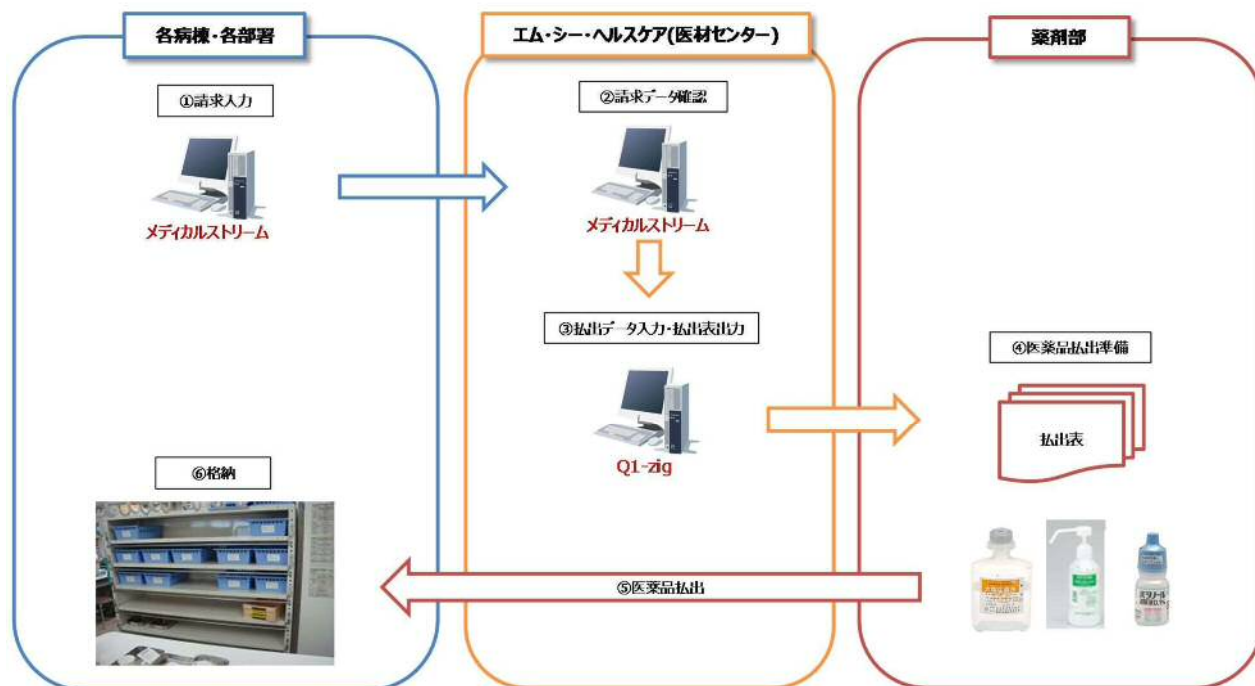 各病棟・各部署
エム・シー・ヘルスケア(医材センター)
薬剤部
①請求入力
メディカルストリーム
②請求データ確認
メディカルストリーム
③払出データ入力・払出表出力
Q1-zig
④医薬品払出準備
払出表
⑤医薬品払出
⑥格納